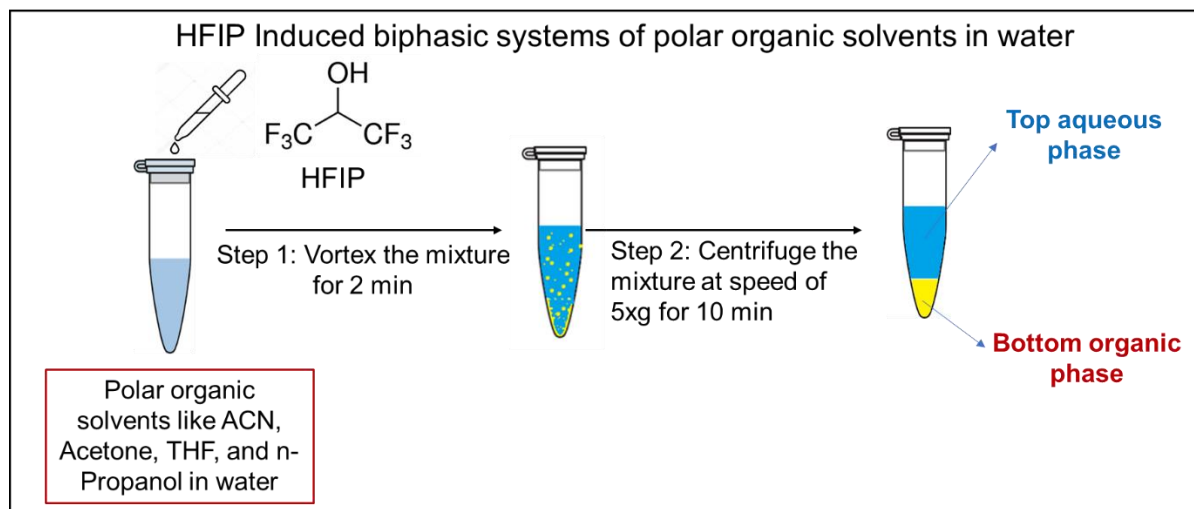 HFIP Induced biphasic systems of polar organic solvents in water
OH
F₃C CF₃
HFIP
Step 1: Vortex the mixture
for 2 min
Step 2: Centrifuge the
mixture at speed of
5xg for 10 min
Top aqueous
phase
Bottom organic
phase
Polar organic
solvents like ACN,
Acetone, THF, and n-
Propanol in water